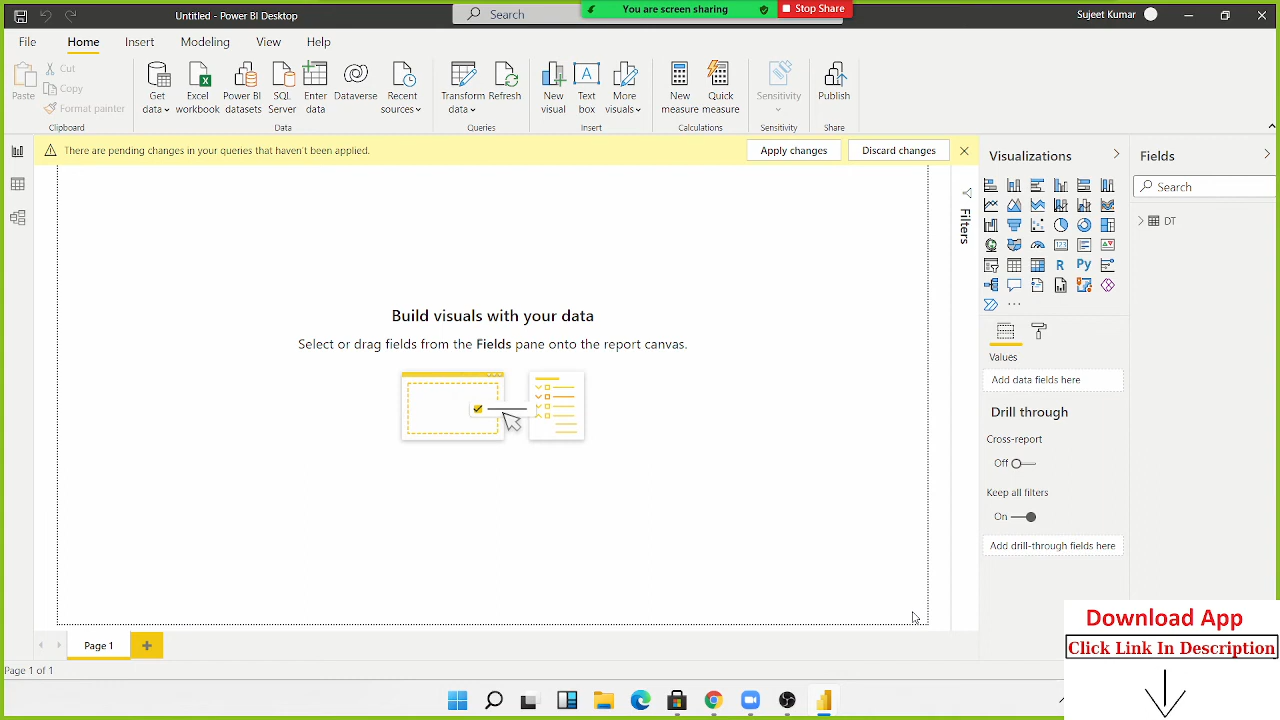 Untitled - Power BI Desktop
Search
You are screen sharing
Stop Share
Sujeet Kumar
File
Home
Insert
Modeling
View
Help
Paste
Cut
Copy
Format painter
Clipboard
Get data
Excel workbook
Power BI datasets
SQL Server
Enter data
Dataverse
Recent sources
Data
Transform data
Refresh
Queries
New visual
Text box
More visuals
Insert
New measure
Quick measure
Calculations
Sensitivity
Sensitivity
Publish
Share
There are pending changes in your queries that haven't been applied.
Apply changes
Discard changes
Filters
Visualizations
Fields
Search
DT
Build visuals with your data
Select or drag fields from the Fields pane onto the report canvas.
Values
Add data fields here
Drill through
Cross-report
Off
Keep all filters
On
Add drill-through fields here
Page 1
Page 1 of 1
Download App
Click Link In Description